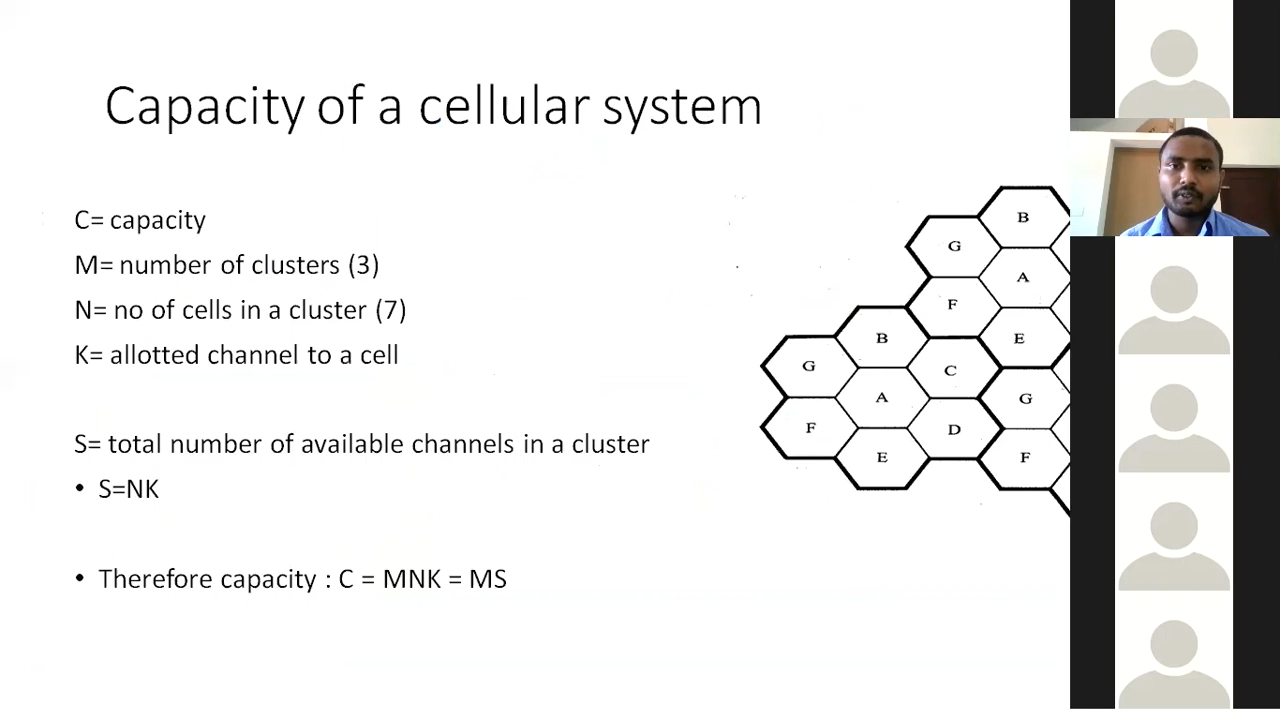 Capacity of a cellular system
C= capacity
M= number of clusters (3)
N= no of cells in a cluster (7)
K= allotted channel to a cell
S= total number of available channels in a cluster
• S=NK
• Therefore capacity : C = MNK = MS
B
G
A
F
B
E
G
C
A
G
F
D
E
F